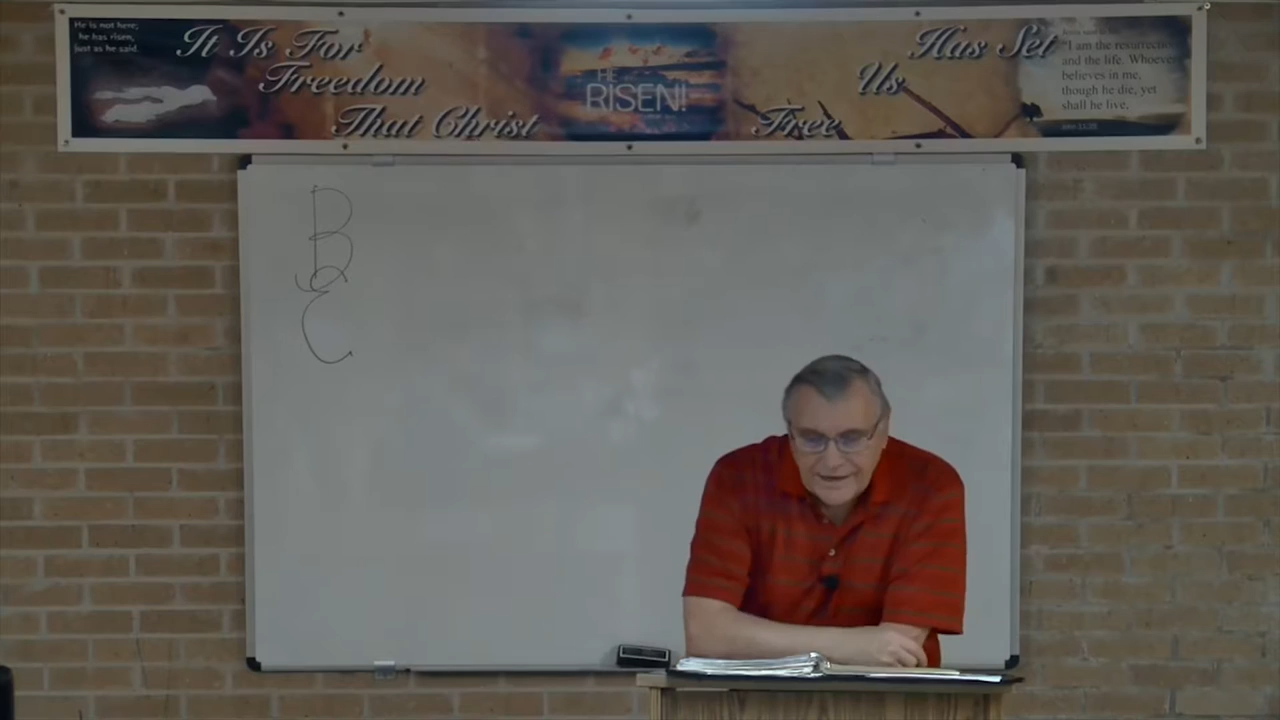 He is not here;
he has risen,
just as he said.
It Is For
Freedom
That Christ
HE
RISEN!
Has Set
Us
Free
"I am the resurrection
and the life. Whoever
believes in me,
though he die, yet
shall he live.
B